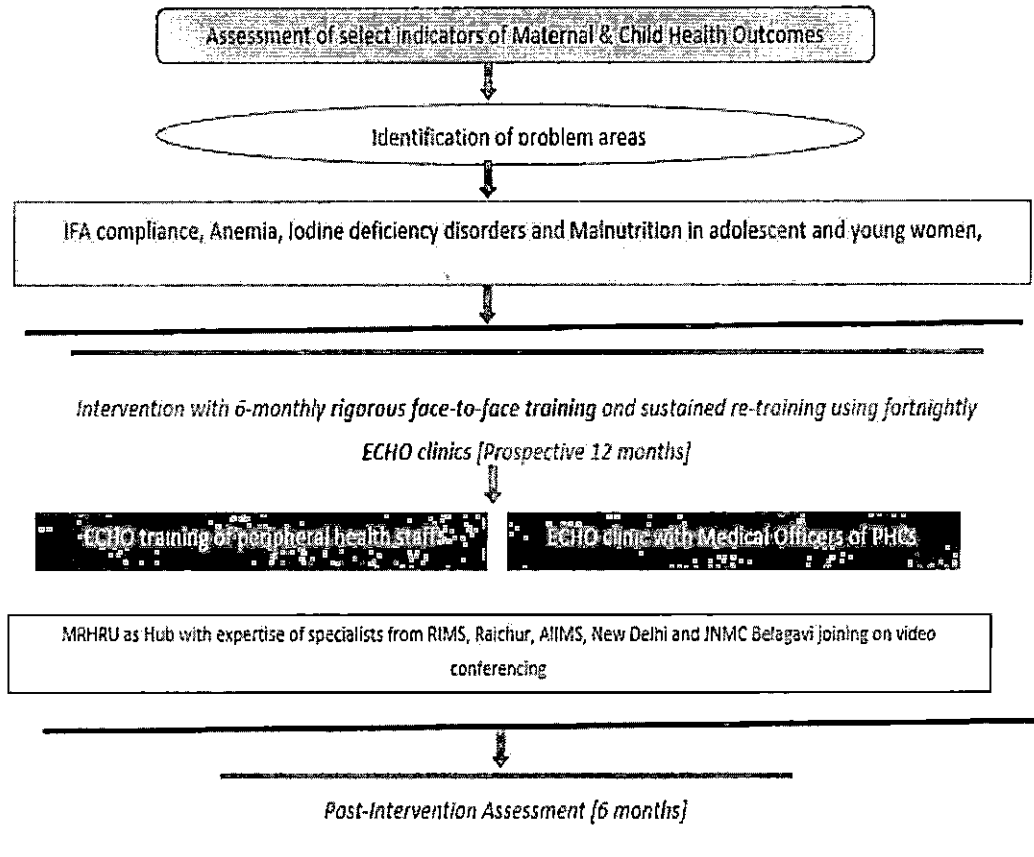 Assessment of select indicators of Maternal & Child Health Outcomes
Identification of problem areas
IFA compliance, Anemia, Iodine deficiency disorders and Malnutrition in adolescent and young women,
Intervention with 6-monthly rigorous face-to-face training and sustained re-training using fortnightly
ECHO clinics [Prospective 12 months]
ECHO training of peripheral health staffs
ECHO clinic with Medical Officers of PHCs
MRHRU as Hub with expertise of specialists from RIMS, Raichur, AIIMS, New Delhi and JNMC Belagavi joining on video
conferencing
Post-Intervention Assessment [6 months]